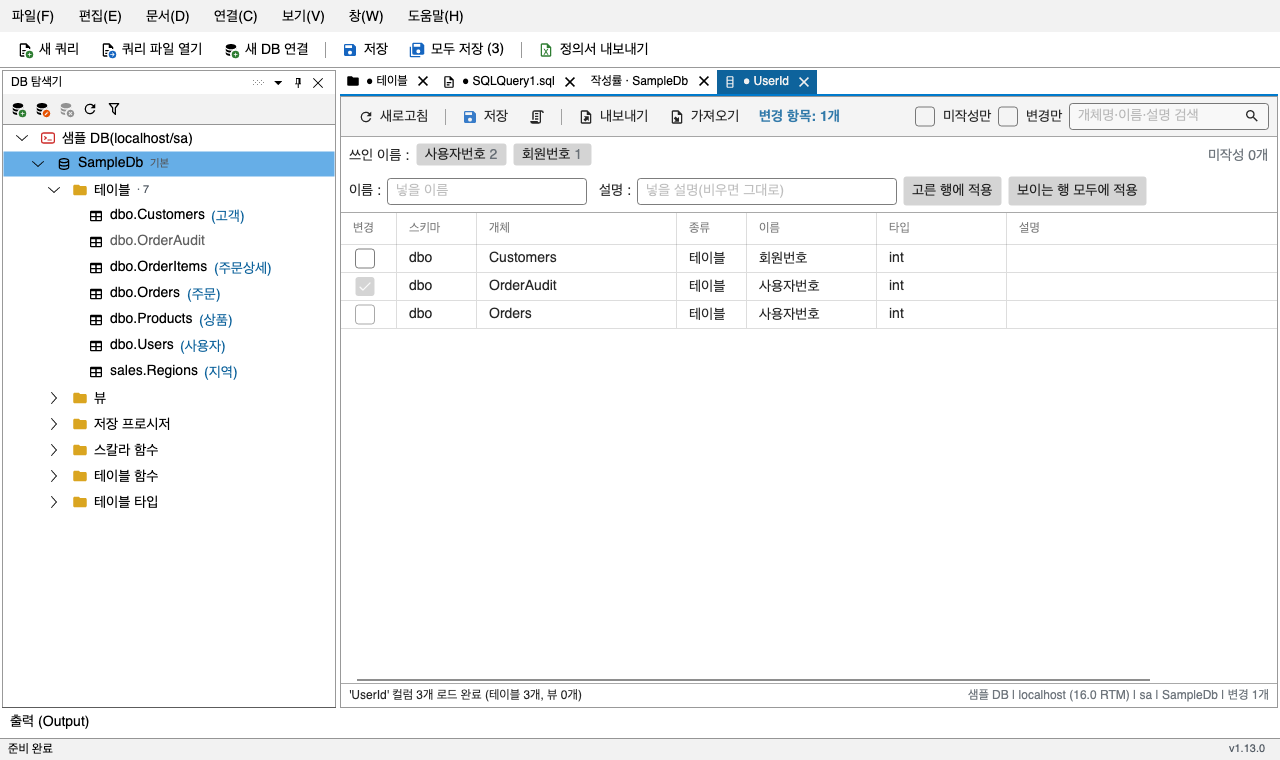 파일(F) 편집(E) 문서(D) 연결(C) 보기(V) 창(W) 도움말(H)
새 쿼리 쿼리 파일 열기 새 DB 연결 저장 모두 저장 (3) 정의서 내보내기
DB 탐색기
샘플 DB(localhost/sa)
SampleDb 기본
테이블 · 7
dbo.Customers (고객)
dbo.OrderAudit
dbo.OrderItems (주문상세)
dbo.Orders (주문)
dbo.Products (상품)
dbo.Users (사용자)
sales.Regions (지역)
뷰
저장 프로시저
스칼라 함수
테이블 함수
테이블 타입
● 테이블 ● SQLQuery1.sql 작성률 · SampleDb ● UserId
새로고침 저장 내보내기 가져오기 변경 항목: 1개 미작성만 변경만 개체명·이름·설명 검색
쓰인 이름 : 사용자번호 2 회원번호 1 미작성 0개
이름 : 넣을 이름 설명 : 넣을 설명(비우면 그대로) 고른 행에 적용 보이는 행 모두에 적용
변경 스키마 개체 종류 이름 타입 설명
dbo Customers 테이블 회원번호 int
dbo OrderAudit 테이블 사용자번호 int
dbo Orders 테이블 사용자번호 int
'UserId' 컬럼 3개 로드 완료 (테이블 3개, 뷰 0개) 샘플 DB | localhost (16.0 RTM) | sa | SampleDb | 변경 1개
출력 (Output)
준비 완료 v1.13.0